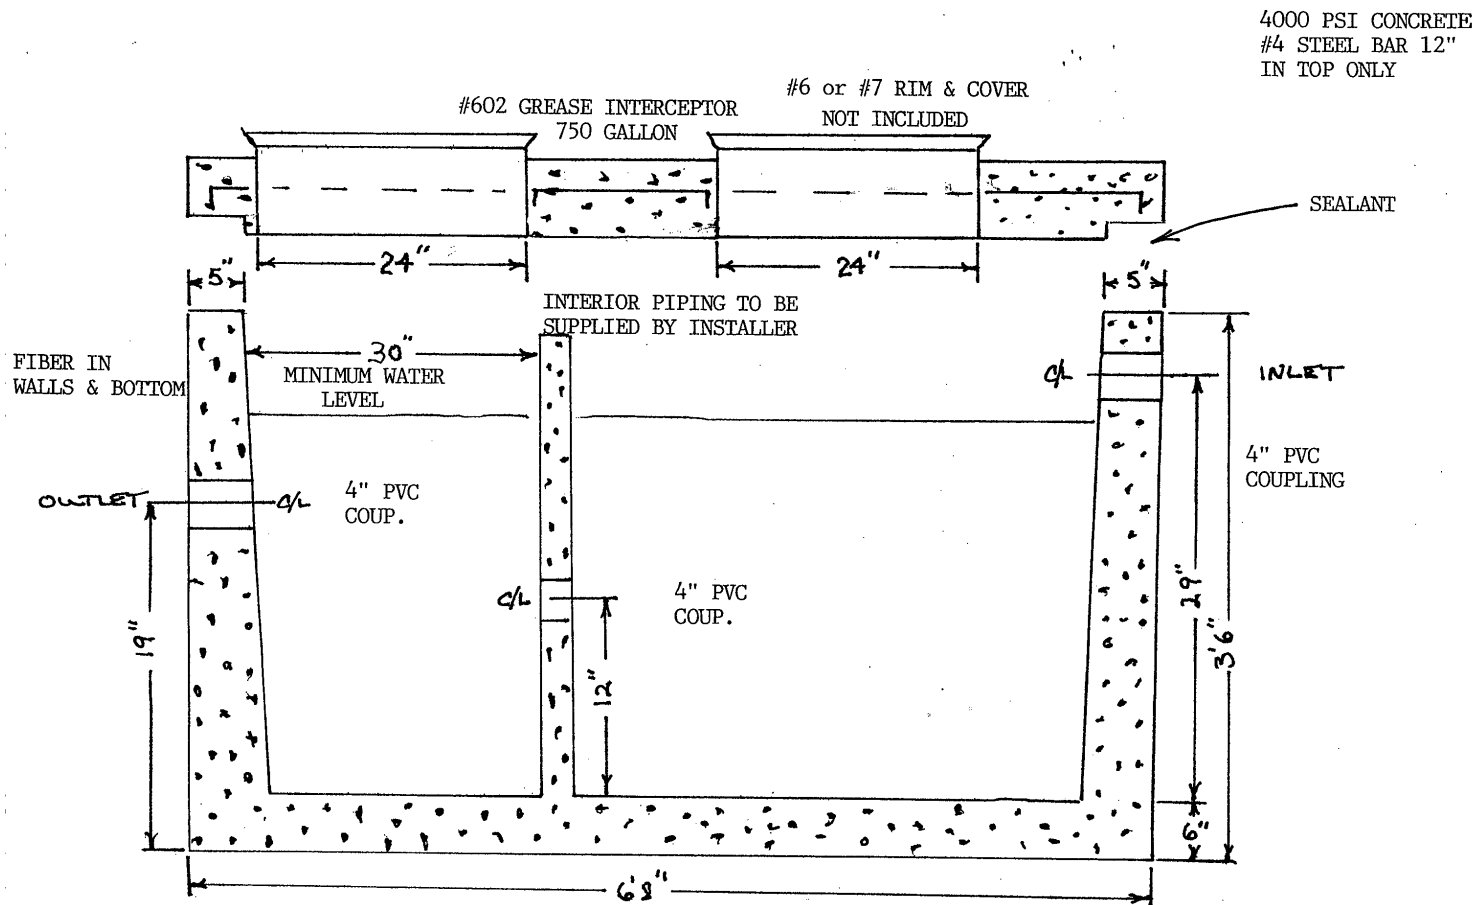 4000 PSI CONCRETE
#4 STEEL BAR 12"
IN TOP ONLY
#6 or #7 RIM & COVER
NOT INCLUDED
#602 GREASE INTERCEPTOR
750 GALLON
SEALANT
24"
24"
5"
5"
INTERIOR PIPING TO BE
SUPPLIED BY INSTALLER
30"
FIBER IN
WALLS & BOTTOM
MINIMUM WATER
LEVEL
C/L
INLET
4" PVC
COUPLING
OUTLET
C/L
4" PVC
COUP.
C/L
4" PVC
COUP.
19"
12"
29"
3'6"
6"
6'8"